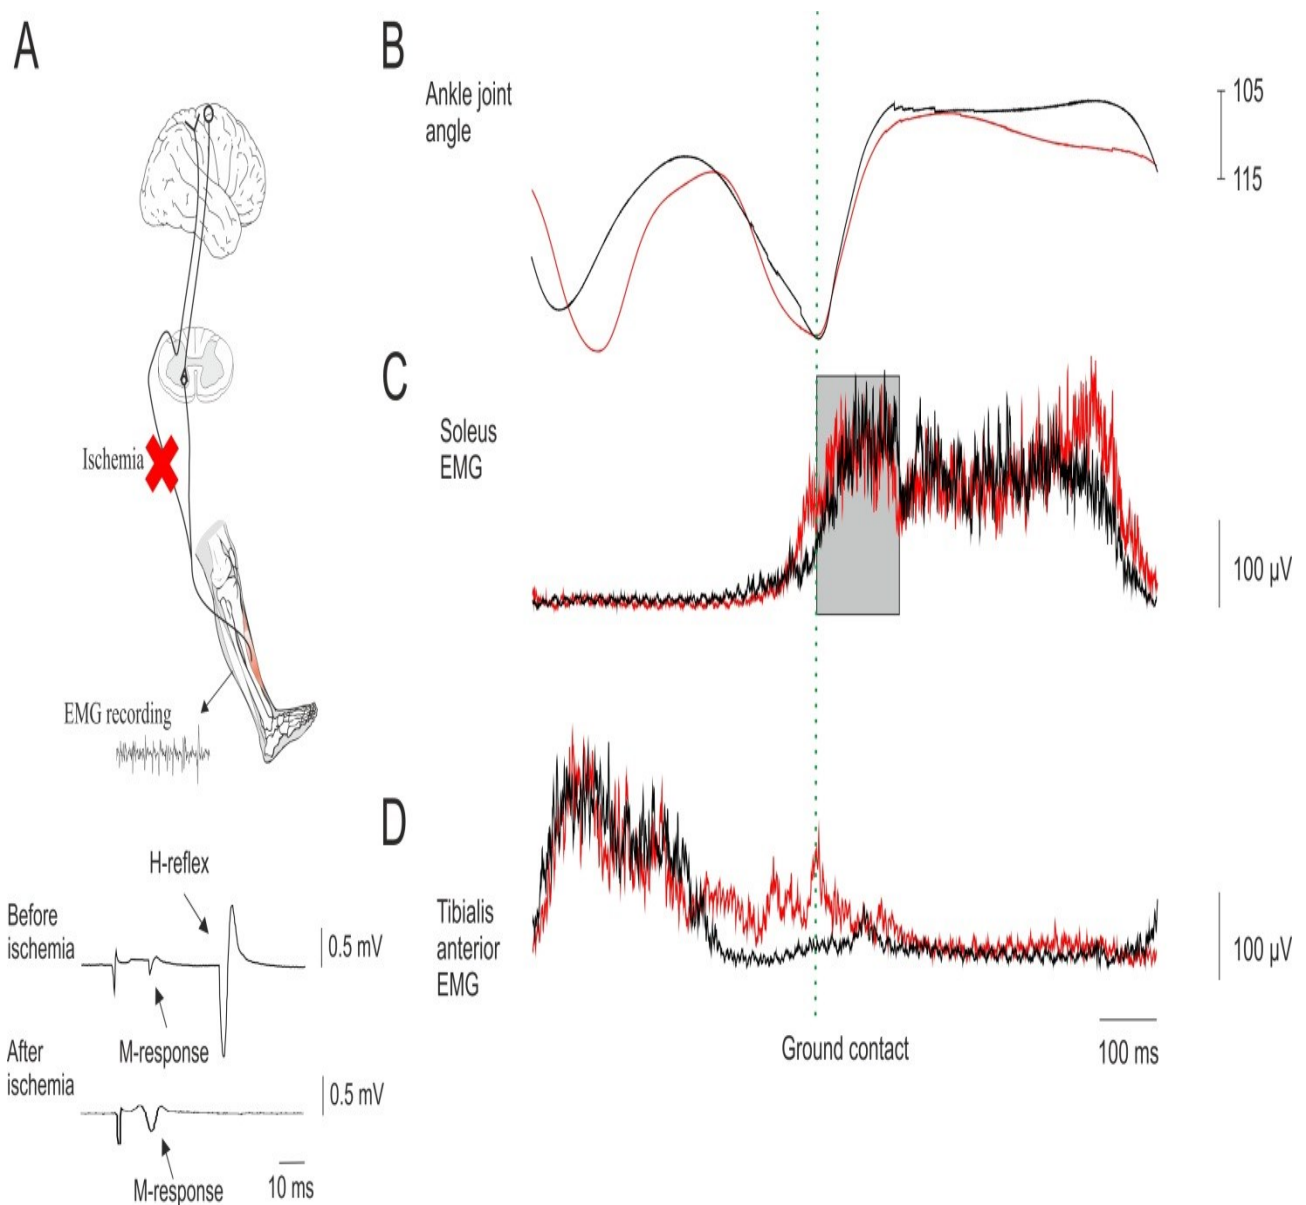 A
Ischemia
EMG recording
H-reflex
Before
ischemia
0.5 mV
M-response
After
ischemia
0.5 mV
M-response
10 ms
B
Ankle joint
angle
105
115
C
Soleus
EMG
100 µV
D
Tibialis
anterior
EMG
100 µV
Ground contact
100 ms